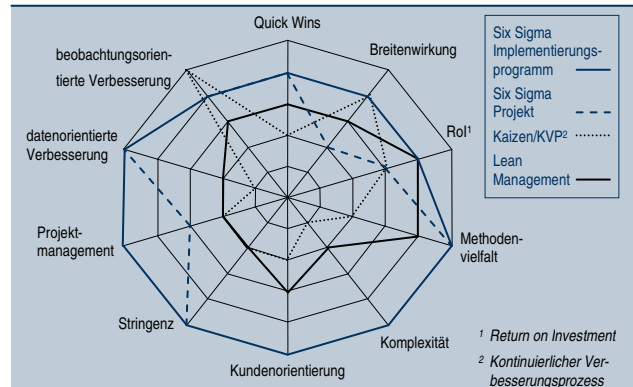 Quick Wins
beobachtungsorien-
tierte Verbesserung
Breitenwirkung
datenorientierte
Verbesserung
RoI¹
Projekt-
management
Methoden-
vielfalt
Stringenz
Komplexität
Kundenorientierung
Six Sigma
Implementierungs-
programm
Six Sigma
Projekt
Kaizen/KVP²
Lean
Management
¹ Return on Investment
² Kontinuierlicher Ver-
besserungsprozess